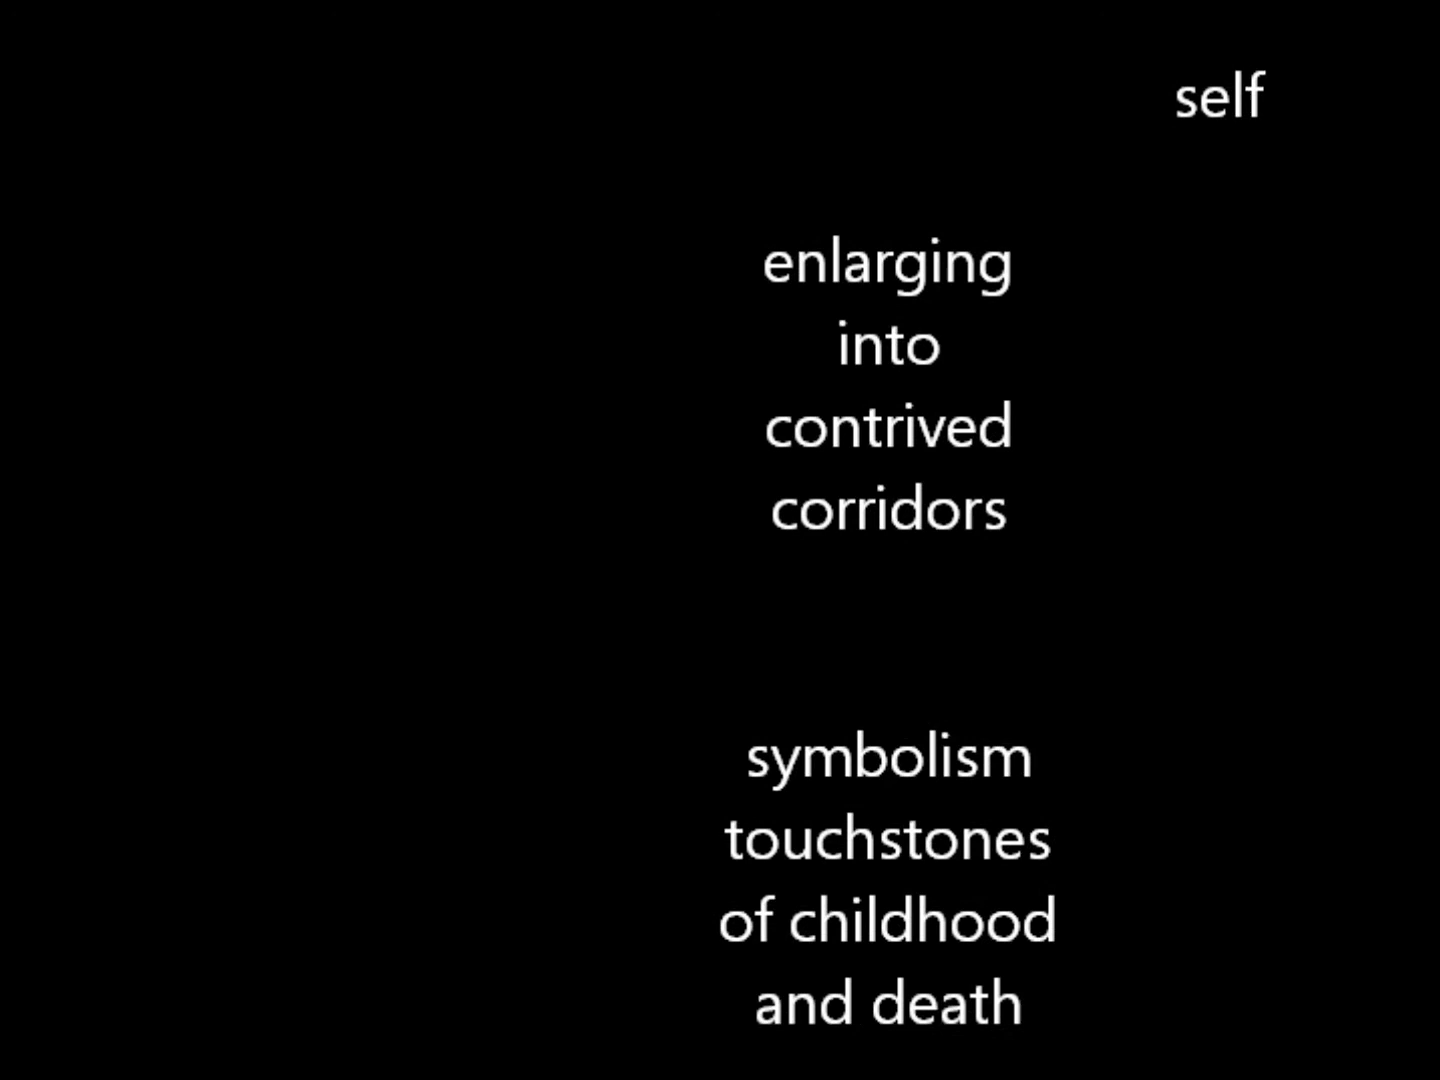 self
enlarging
into
contrived
corridors
symbolism
touchstones
of childhood
and death